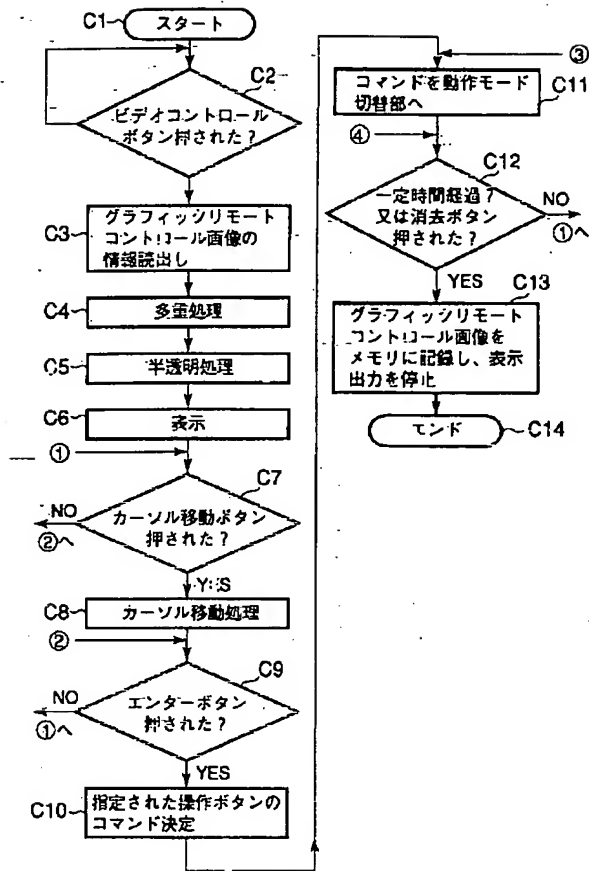 C1
スタート
C2
ビデオコントロール
ボタン押された?
C3
グラフィッシリモート
コントロール画像の
情報読出し
C4
多重処理
C5
半透明処理
C6
表示
①
C7
カーソル移動ボタン
押された?
NO
②へ
YES
C8
カーソル移動処理
②
C9
エンターボタン
押された?
NO
①へ
YES
C10
指定された操作ボタンの
コマンド決定
③
コマンドを動作モード
切替部へ
C11
④
C12
一定時間経過?
又は消去ボタン
押された?
NO
①へ
YES
C13
グラフィッシリモート
コントロール画像を
メモリに記録し、表示
出力を停止
エンド
C14